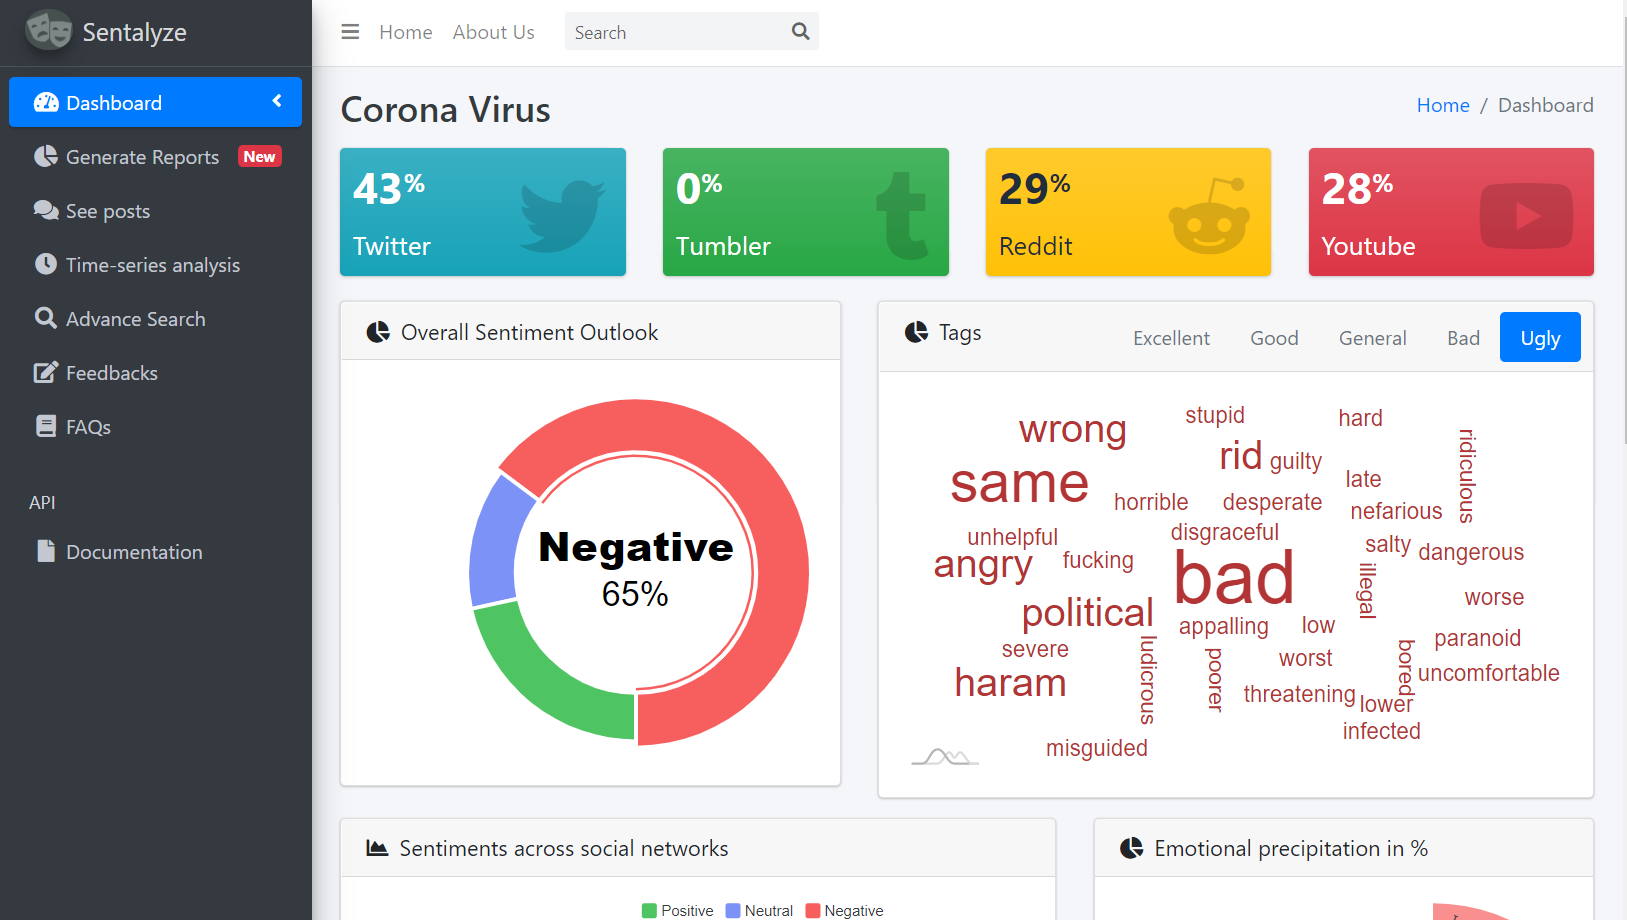 Sentalyze
Home About Us Search
Dashboard
Generate Reports New
See posts
Time-series analysis
Advance Search
Feedbacks
FAQs
API
Documentation
Corona Virus
Home / Dashboard
43%
Twitter
0%
Tumbler
29%
Reddit
28%
Youtube
Overall Sentiment Outlook
Negative
65%
Tags
Excellent Good General Bad Ugly
wrong
stupid
hard
rid
guilty
ridiculous
same
late
horrible
desperate
nefarious
unhelpful
disgraceful
salty
dangerous
angry
fucking
bad
illegal
worse
political
appalling
low
paranoid
severe
ludicrous
poorer
worst
bored
uncomfortable
haram
threatening
lower
infected
misguided
Sentiments across social networks
Positive Neutral Negative
Emotional precipitation in %